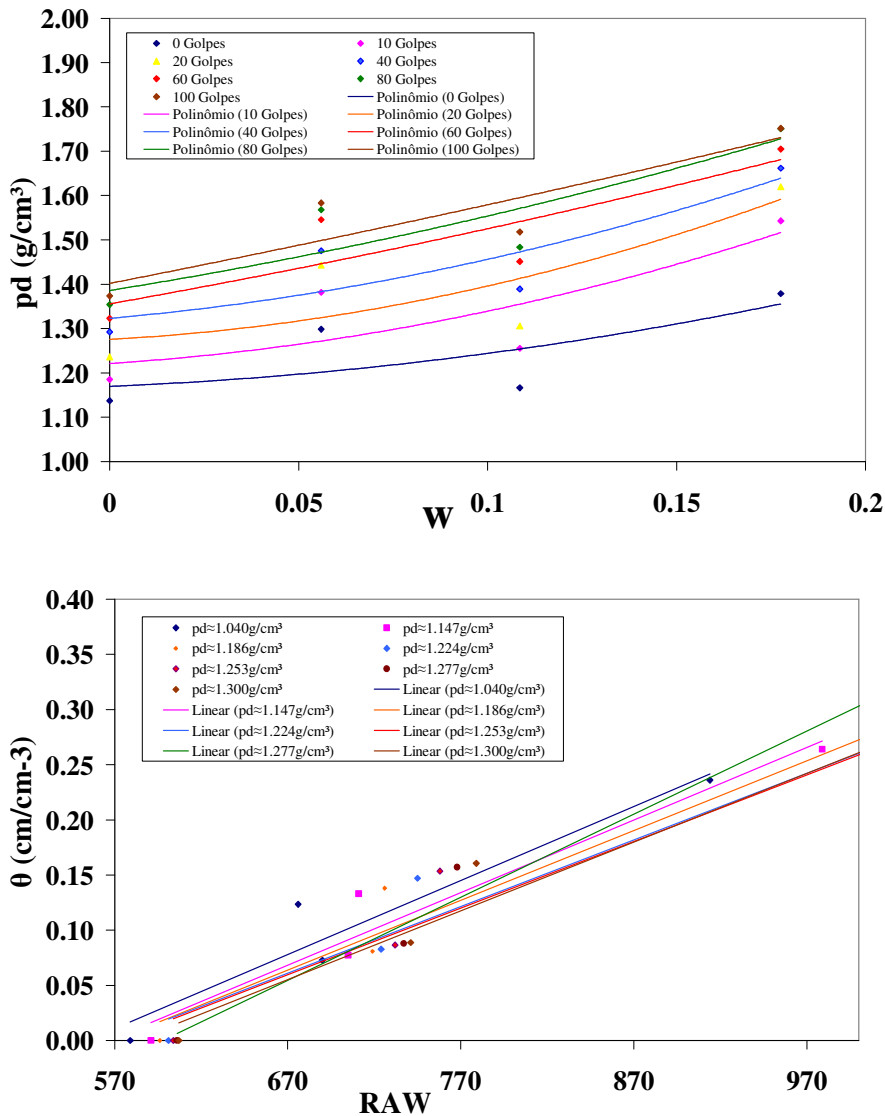 2.00
1.90
1.80
1.70
1.60
1.50
1.40
1.30
1.20
1.10
1.00
pd (g/cm³)
0 Golpes 10 Golpes
20 Golpes 40 Golpes
60 Golpes 80 Golpes
100 Golpes Polinômio (0 Golpes)
Polinômio (10 Golpes) Polinômio (20 Golpes)
Polinômio (40 Golpes) Polinômio (60 Golpes)
Polinômio (80 Golpes) Polinômio (100 Golpes)
0 0.05 0.1 0.15 0.2
w
0.40
0.35
0.30
0.25
0.20
0.15
0.10
0.05
0.00
θ (cm/cm-3)
pd≈1.040g/cm³ pd≈1.147g/cm³
pd≈1.186g/cm³ pd≈1.224g/cm³
pd≈1.253g/cm³ pd≈1.277g/cm³
pd≈1.300g/cm³ Linear (pd≈1.040g/cm³)
Linear (pd≈1.147g/cm³) Linear (pd≈1.186g/cm³)
Linear (pd≈1.224g/cm³) Linear (pd≈1.253g/cm³)
Linear (pd≈1.277g/cm³) Linear (pd≈1.300g/cm³)
570 670 770 870 970
RAW